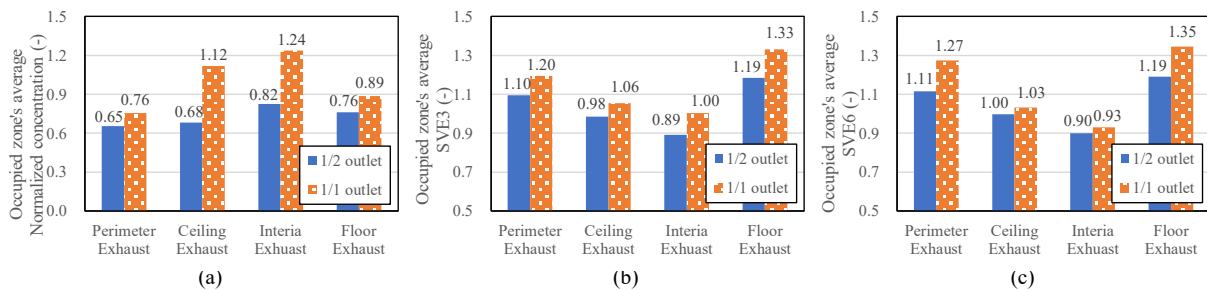 Occupied zone's average
Normalized concentration (-)
1.5
1.2
0.9
0.6
0.3
0.0
0.65
0.76
0.68
1.12
0.82
1.24
0.76
0.89
1/2 outlet
1/1 outlet
Perimeter
Exhaust
Ceiling
Exhaust
Interia
Exhuast
Floor
Exhaust
(a)
Occupied zone's average
SVE3 (-)
1.5
1.3
1.1
0.9
0.7
0.5
1.10
1.20
0.98
1.06
0.89
1.00
1.19
1.33
1/2 outlet
1/1 outlet
Perimeter
Exhaust
Ceiling
Exhaust
Interia
Exhuast
Floor
Exhaust
(b)
Occupied zone's average
SVE6 (-)
1.5
1.3
1.1
0.9
0.7
0.5
1.11
1.27
1.00
1.03
0.90
0.93
1.19
1.35
1/2 outlet
1/1 outlet
Perimeter
Exhaust
Ceiling
Exhaust
Interia
Exhuast
Floor
Exhaust
(c)